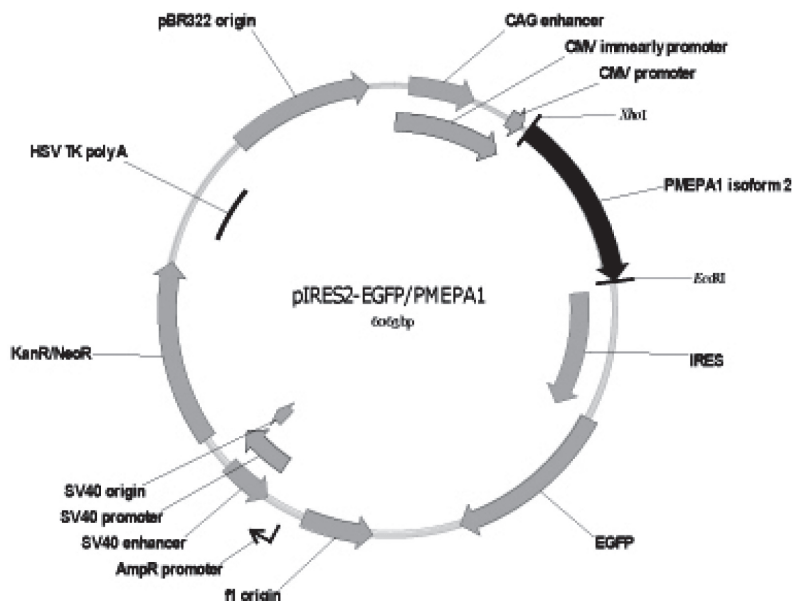 pBR322 origin
CAG enhancer
CMV immearly promoter
CMV promoter
XhoI
HSV TK polyA
PMEPA1 isoform 2
EcoRI
pIRES2-EGFP/PMEPA1
6063bp
KanR/NeoR
IRES
SV40 origin
SV40 promoter
SV40 enhancer
AmpR promoter
f1 origin
EGFP